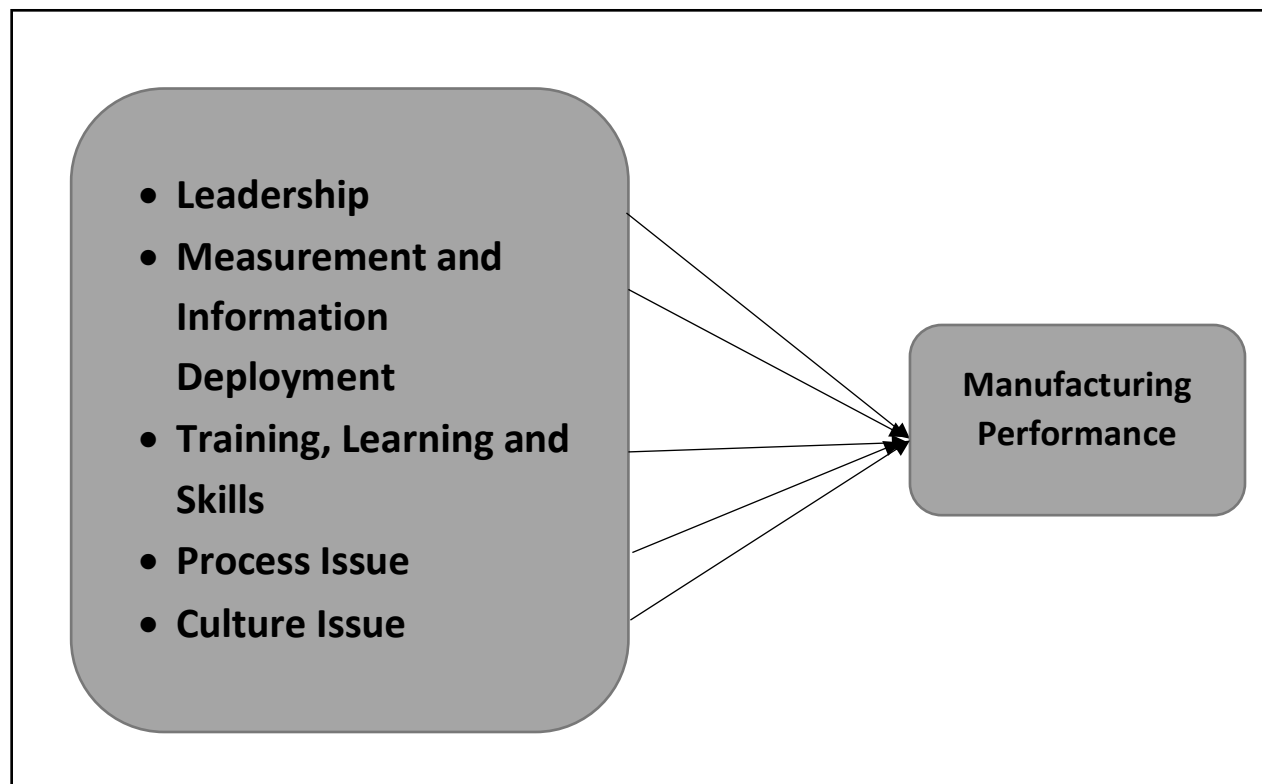 • Leadership
• Measurement and
Information
Deployment
• Training, Learning and
Skills
• Process Issue
• Culture Issue
Manufacturing
Performance